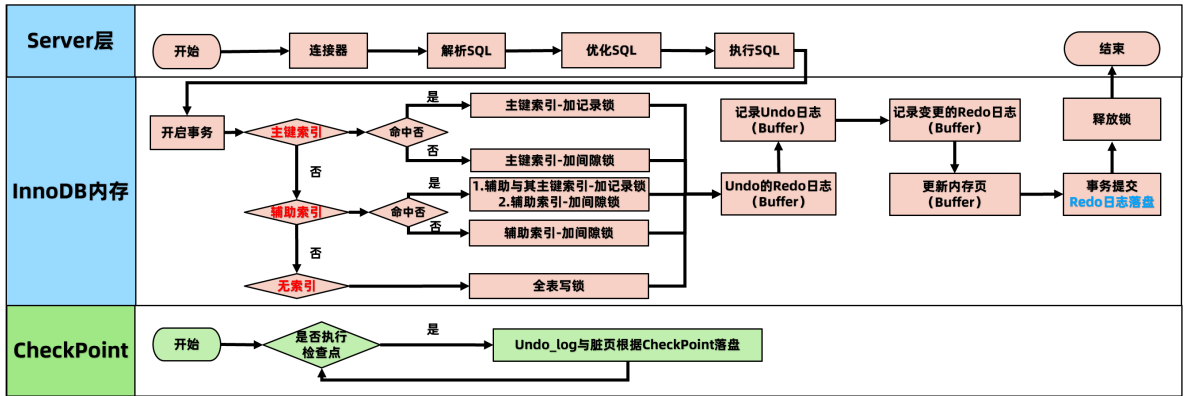 Server层
开始
连接器
解析SQL
优化SQL
执行SQL
结束
InnoDB内存
开启事务
主键索引
命中否
是
主键索引-加记录锁
否
主键索引-加间隙锁
否
辅助索引
命中否
是
1.辅助与其主键索引-加记录锁
2.辅助索引-加间隙锁
否
辅助索引-加间隙锁
否
无索引
全表写锁
Undo的Redo日志
(Buffer)
记录Undo日志
(Buffer)
记录变更的Redo日志
(Buffer)
更新内存页
(Buffer)
事务提交
Redo日志落盘
释放锁
CheckPoint
开始
是否执行
检查点
是
Undo_log与脏页根据CheckPoint落盘